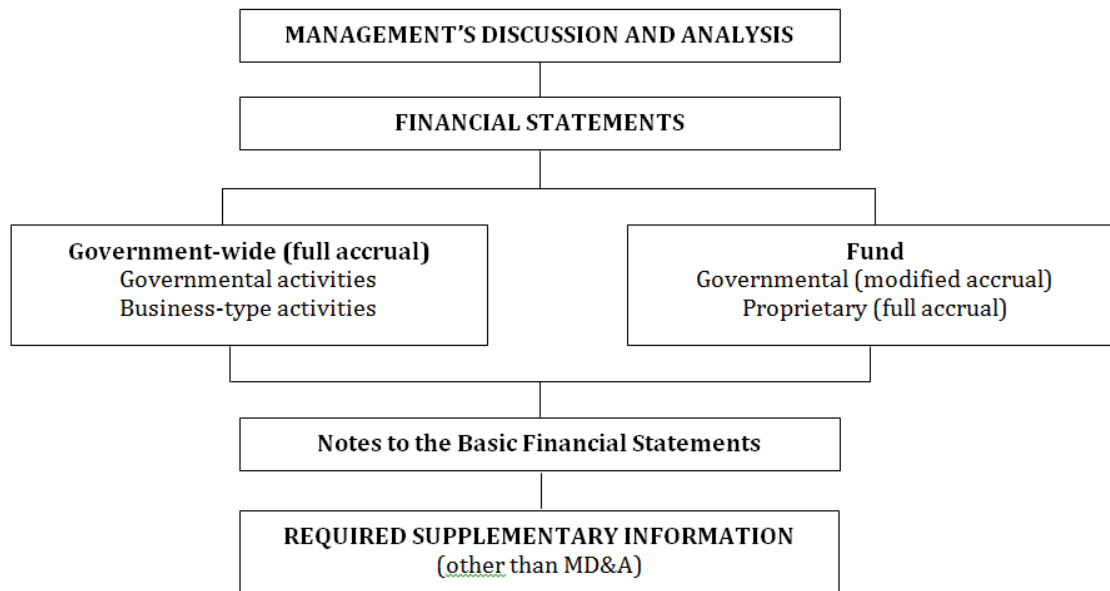 MANAGEMENT’S DISCUSSION AND ANALYSIS
FINANCIAL STATEMENTS
Government-wide (full accrual)
Governmental activities
Business-type activities
Fund
Governmental (modified accrual)
Proprietary (full accrual)
Notes to the Basic Financial Statements
REQUIRED SUPPLEMENTARY INFORMATION
(other than MD&A)